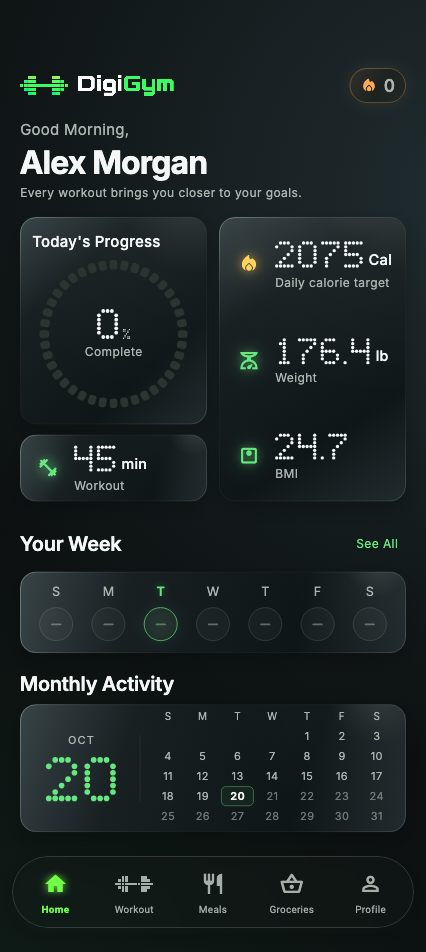 DigiGym
0
Good Morning,
Alex Morgan
Every workout brings you closer to your goals.
Today's Progress
0%
Complete
45 min
Workout
2075 Cal
Daily calorie target
176.4 lb
Weight
24.7
BMI
Your Week
See All
S M T W T F S
– – – – – – –
Monthly Activity
OCT
20
S M T W T F S
1 2 3
4 5 6 7 8 9 10
11 12 13 14 15 16 17
18 19 20 21 22 23 24
25 26 27 28 29 30 31
Home Workout Meals Groceries Profile